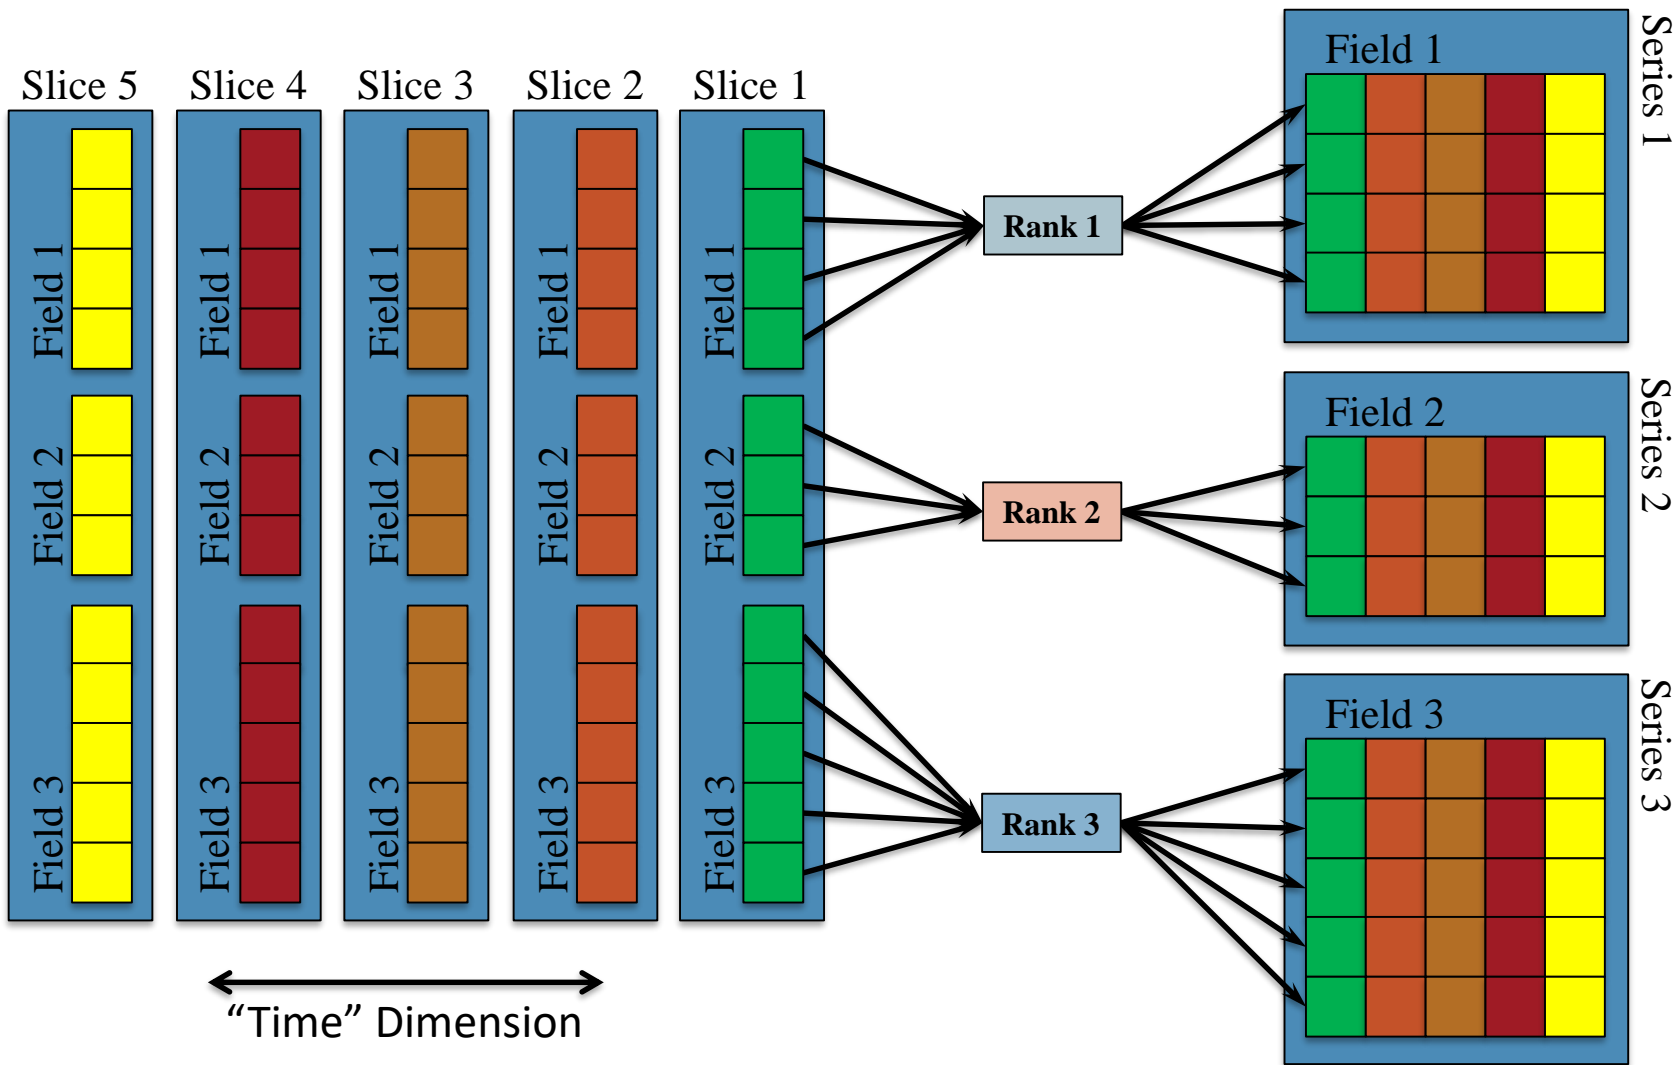 Slice 5
Slice 4
Slice 3
Slice 2
Slice 1
Field 1
Field 2
Field 3
Field 1
Field 2
Field 3
Field 1
Field 2
Field 3
Field 1
Field 2
Field 3
Field 1
Field 2
Field 3
“Time” Dimension
Rank 1
Rank 2
Rank 3
Field 1
Series 1
Field 2
Series 2
Field 3
Series 3